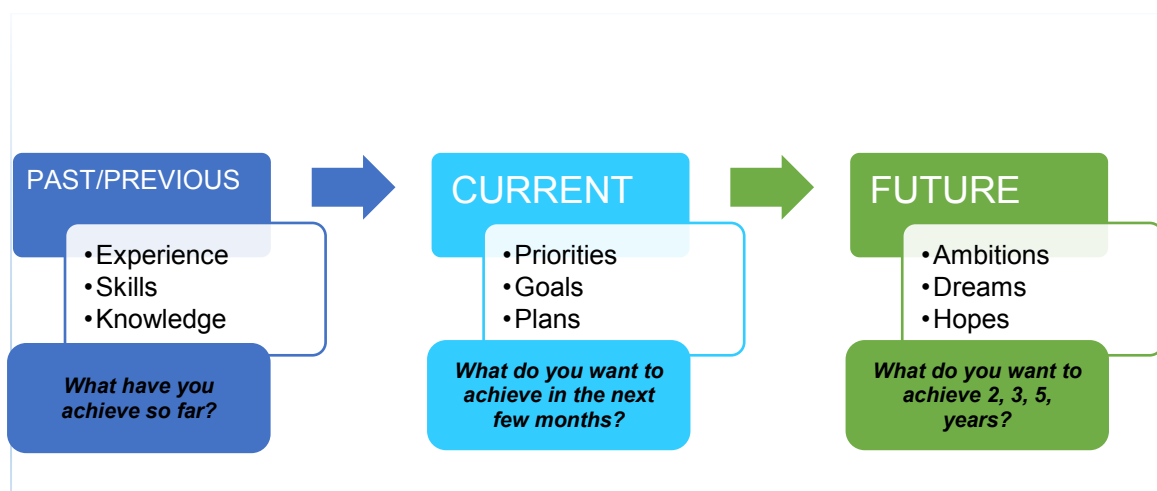 PAST/PREVIOUS
•Experience
•Skills
•Knowledge
What have you
achieve so far?
CURRENT
•Priorities
•Goals
•Plans
What do you want to
achieve in the next
few months?
FUTURE
•Ambitions
•Dreams
•Hopes
What do you want to
achieve 2, 3, 5,
years?